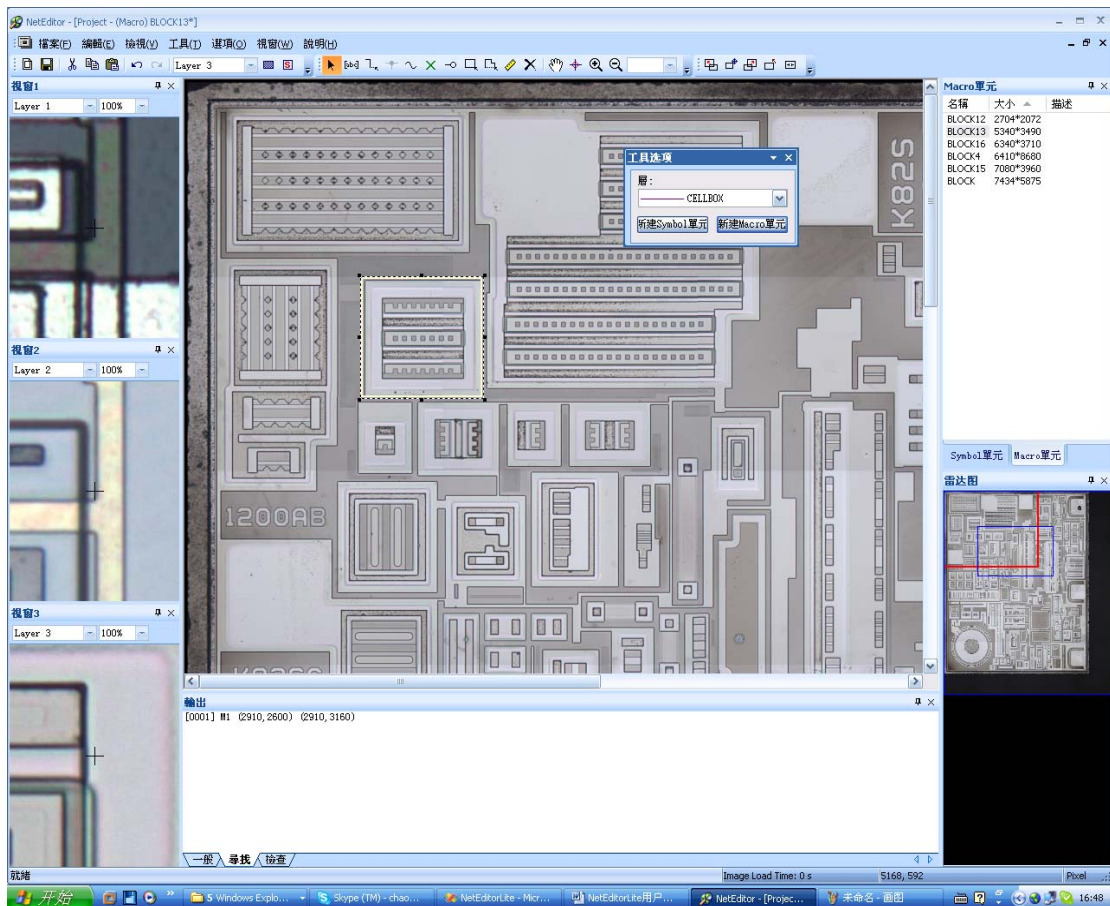 NetEditor - [Project - (Macro) BLOCK13*]
檔案(F) 編輯(E) 檢視(V) 工具(T) 選項(O) 視窗(W) 說明(H)
Layer 3
視窗1
Layer 1 100%
視窗2
Layer 2 100%
視窗3
Layer 3 100%
K82S
1200AB
工具选项
層:
CELLBOX
新建Symbol單元 新建Macro單元
Macro單元
名稱 大小 描述
BLOCK12 2704*2072
BLOCK13 5340*3490
BLOCK16 6340*3710
BLOCK4 6410*8680
BLOCK15 7080*3960
BLOCK 7434*5875
Symbol單元 Macro單元
雷达图
輸出
[0001] M1 (2910,2600) (2910,3160)
一般 尋找 檢查
就緒 Image Load Time: 0 s 5168, 592 Pixel
开始 5 Windows Explo... Skype (TM) - chao... NetEditorLite - Micr... NetEditorLite用户... NetEditor - [Projec... 未命名 - 画图 16:48